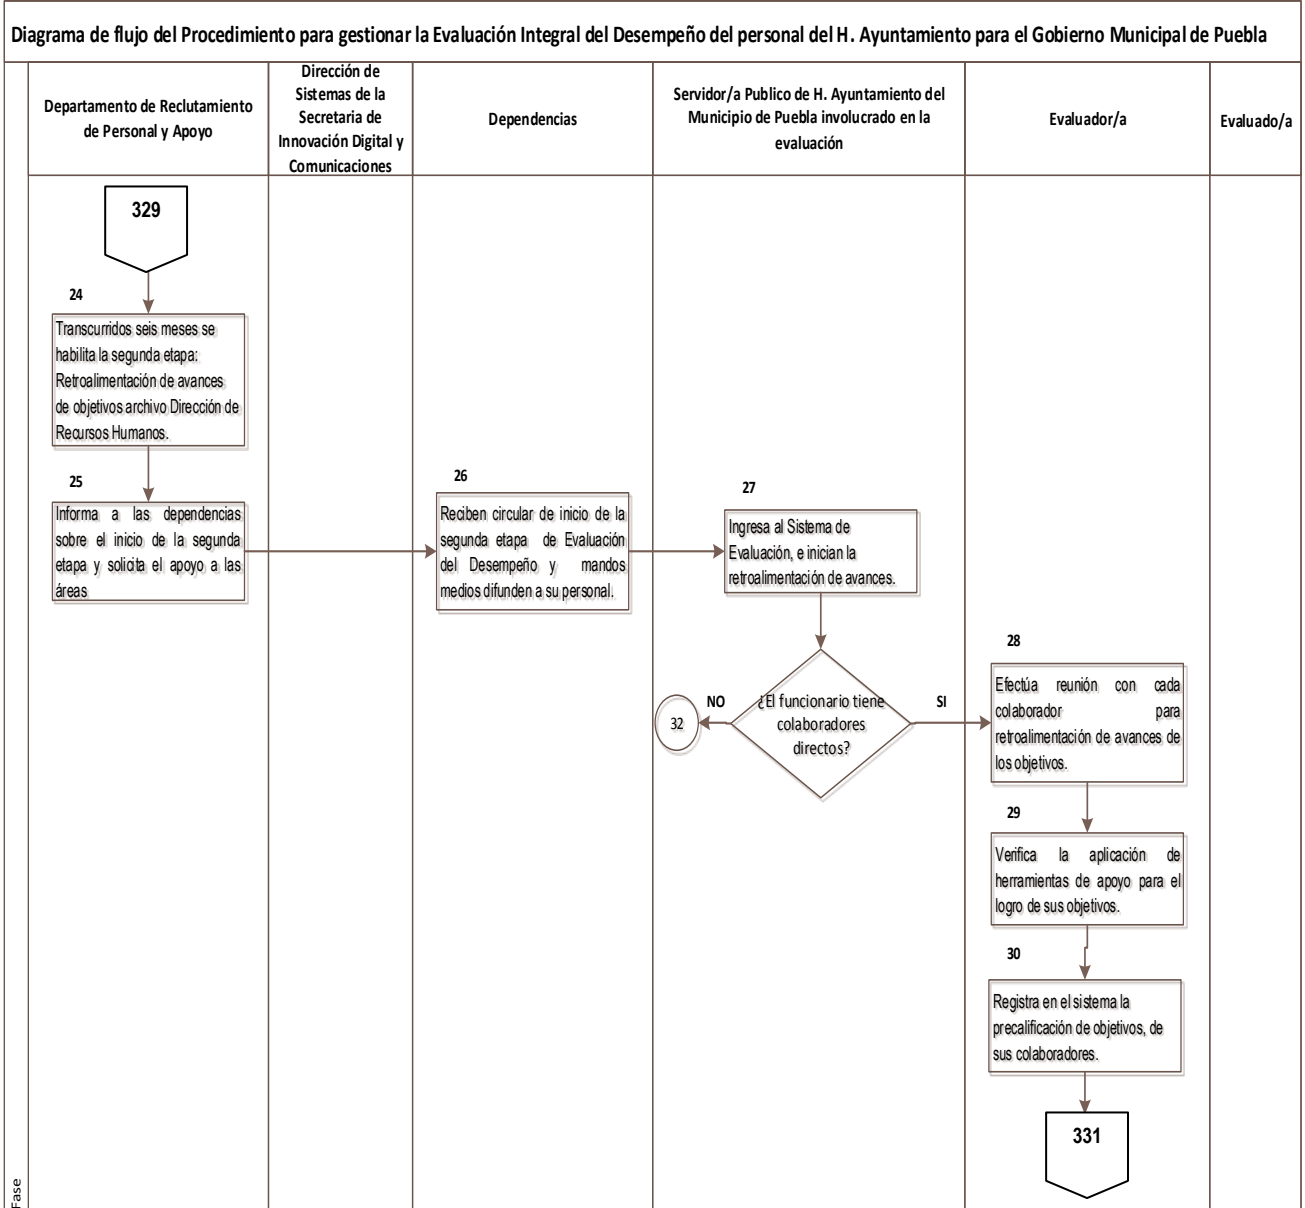 Diagrama de flujo del Procedimiento para gestionar la Evaluación Integral del Desempeño del personal del H. Ayuntamiento para el Gobierno Municipal de Puebla
Departamento de Reclutamiento
de Personal y Apoyo
Dirección de
Sistemas de la
Secretaria de
Innovación Digital y
Comunicaciones
Dependencias
Servidor/a Publico de H. Ayuntamiento del
Municipio de Puebla involucrado en la
evaluación
Evaluador/a
Evaluado/a
329
24
Transcurridos seis meses se
habilita la segunda etapa:
Retroalimentación de avances
de objetivos archivo Dirección de
Recursos Humanos.
25
Informa a las dependencias
sobre el inicio de la segunda
etapa y solicita el apoyo a las
áreas
26
Reciben circular de inicio de la
segunda etapa de Evaluación
del Desempeño y mandos
medios difunden a su personal.
27
Ingresa al Sistema de
Evaluación, e inician la
retroalimentación de avances.
¿El funcionario tiene
colaboradores
directos?
NO
32
SI
28
Efectúa reunión con cada
colaborador para
retroalimentación de avances de
los objetivos.
29
Verifica la aplicación de
herramientas de apoyo para el
logro de sus objetivos.
30
Registra en el sistema la
precalificación de objetivos, de
sus colaboradores.
331
Fase